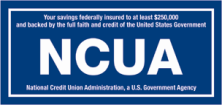 Your savings federally insured to at least $250,000
and backed by the full faith and credit of the United States Government
NCUA
National Credit Union Administration, a U.S. Government Agency